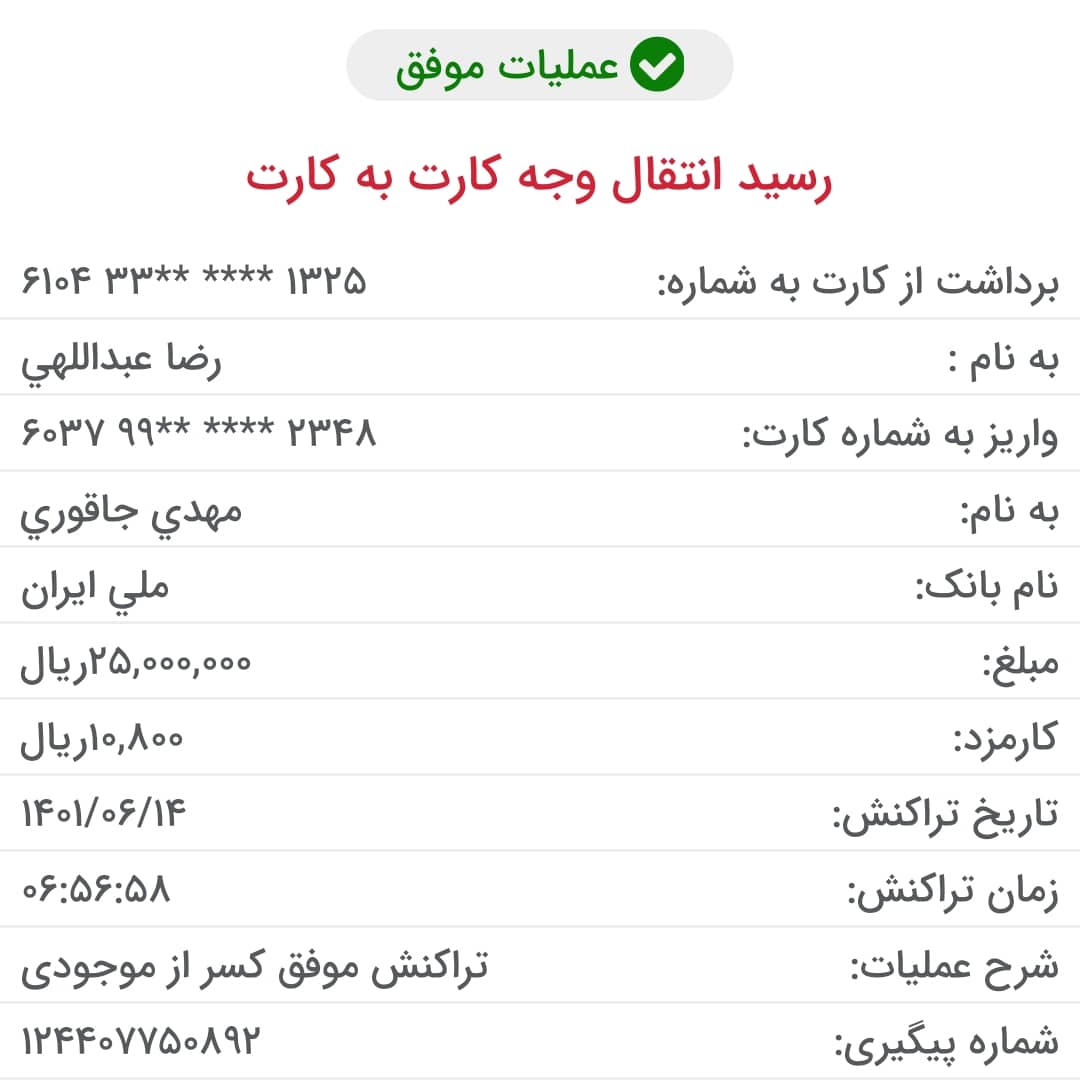 عملیات موفق
رسید انتقال وجه کارت به کارت
برداشت از کارت به شماره: ۶۱۰۴ ۳۳** **** ۱۳۲۵
به نام : رضا عبداللهي
واریز به شماره کارت: ۶۰۳۷ ۹۹** **** ۲۳۴۸
به نام: مهدي جاقوري
نام بانک: ملي ايران
مبلغ: ۲۵,۰۰۰,۰۰۰ریال
کارمزد: ۱۰,۸۰۰ریال
تاریخ تراکنش: ۱۴۰۱/۰۶/۱۴
زمان تراکنش: ۰۶:۵۶:۵۸
شرح عملیات: تراکنش موفق کسر از موجودی
شماره پیگیری: ۱۲۴۴۰۷۷۵۰۸۹۲